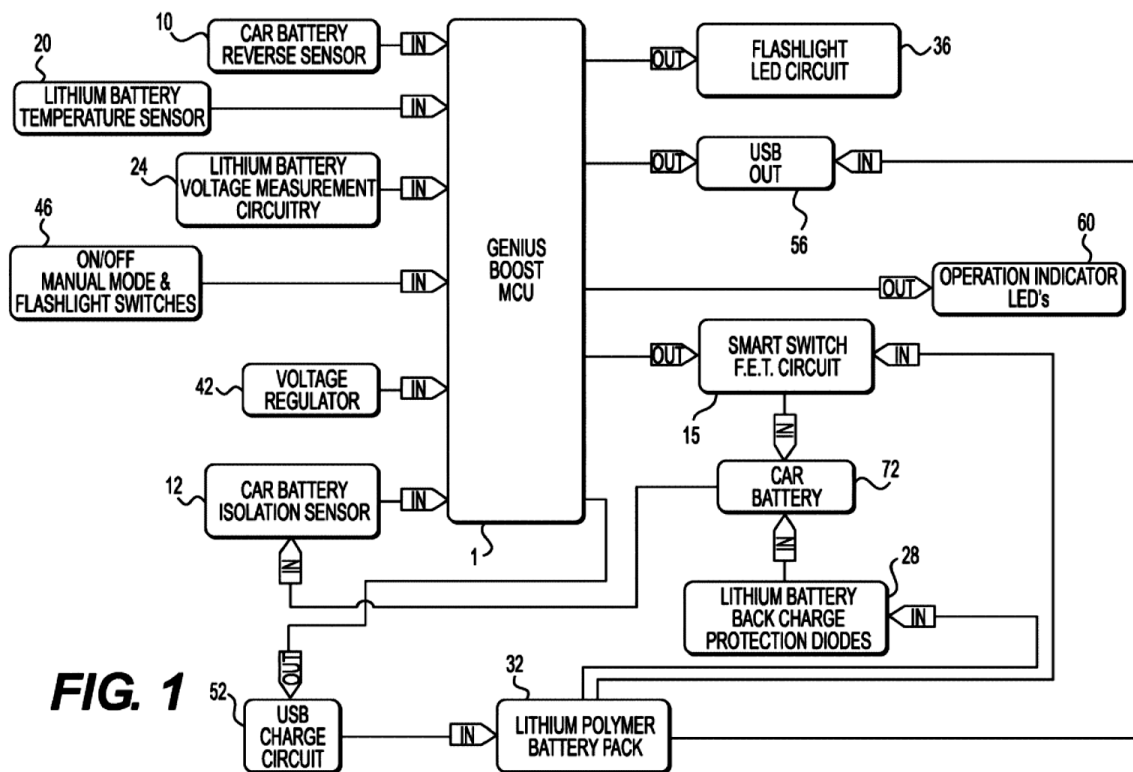 10
CAR BATTERY
REVERSE SENSOR
IN
20
LITHIUM BATTERY
TEMPERATURE SENSOR
IN
24
LITHIUM BATTERY
VOLTAGE MEASUREMENT
CIRCUITRY
IN
46
ON/OFF
MANUAL MODE &
FLASHLIGHT SWITCHES
IN
42
VOLTAGE
REGULATOR
IN
12
CAR BATTERY
ISOLATION SENSOR
IN
IN
GENIUS
BOOST
MCU
1
OUT
FLASHLIGHT
LED CIRCUIT
36
OUT
USB
OUT
IN
56
OUT
OPERATION INDICATOR
LED's
60
OUT
SMART SWITCH
F.E.T. CIRCUIT
IN
15
IN
CAR
BATTERY
72
IN
LITHIUM BATTERY
BACK CHARGE
PROTECTION DIODES
28
IN
FIG. 1
OUT
52
USB
CHARGE
CIRCUIT
IN
32
LITHIUM POLYMER
BATTERY PACK